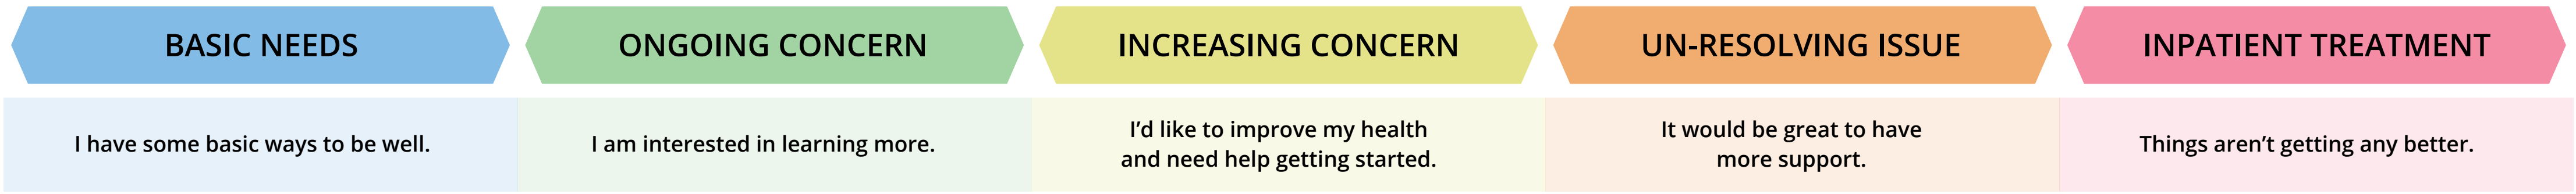 BASIC NEEDS
ONGOING CONCERN
INCREASING CONCERN
UN-RESOLVING ISSUE
INPATIENT TREATMENT
I have some basic ways to be well.
I am interested in learning more.
I’d like to improve my health
and need help getting started.
It would be great to have
more support.
Things aren’t getting any better.